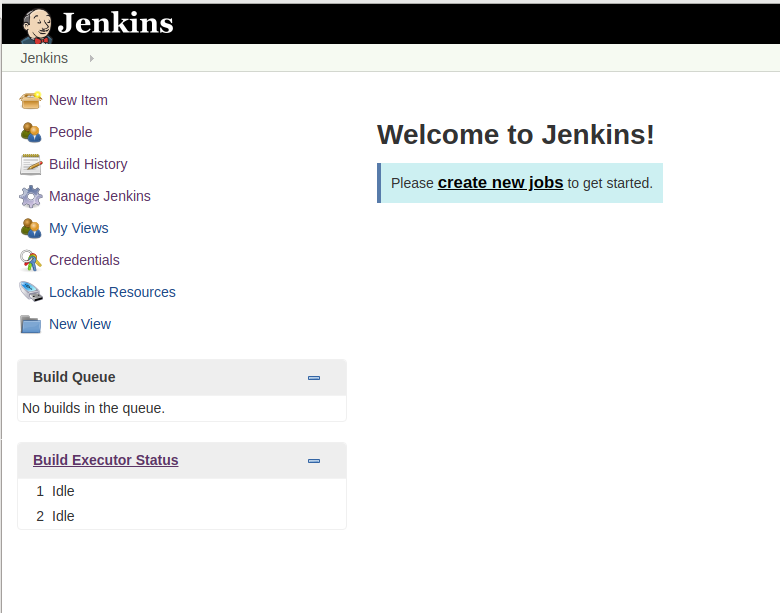 Jenkins
Jenkins
New Item
People
Build History
Manage Jenkins
My Views
Credentials
Lockable Resources
New View
Build Queue
No builds in the queue.
Build Executor Status
1 Idle
2 Idle
Welcome to Jenkins!
Please create new jobs to get started.